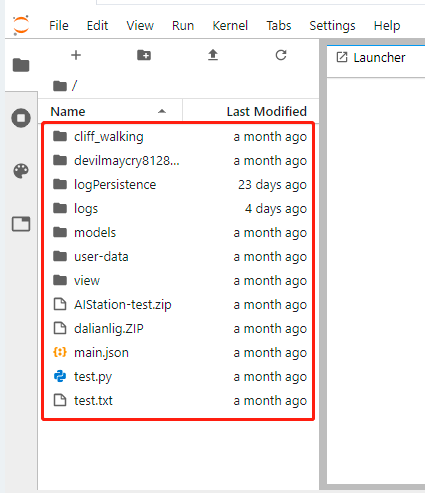 File Edit View Run Kernel Tabs Settings Help
Launcher
/
Name Last Modified
cliff_walking a month ago
devilmaycry8128... a month ago
logPersistence 23 days ago
logs 4 days ago
models a month ago
user-data a month ago
view a month ago
AIStation-test.zip a month ago
dalianlig.ZIP a month ago
main.json a month ago
test.py a month ago
test.txt a month ago